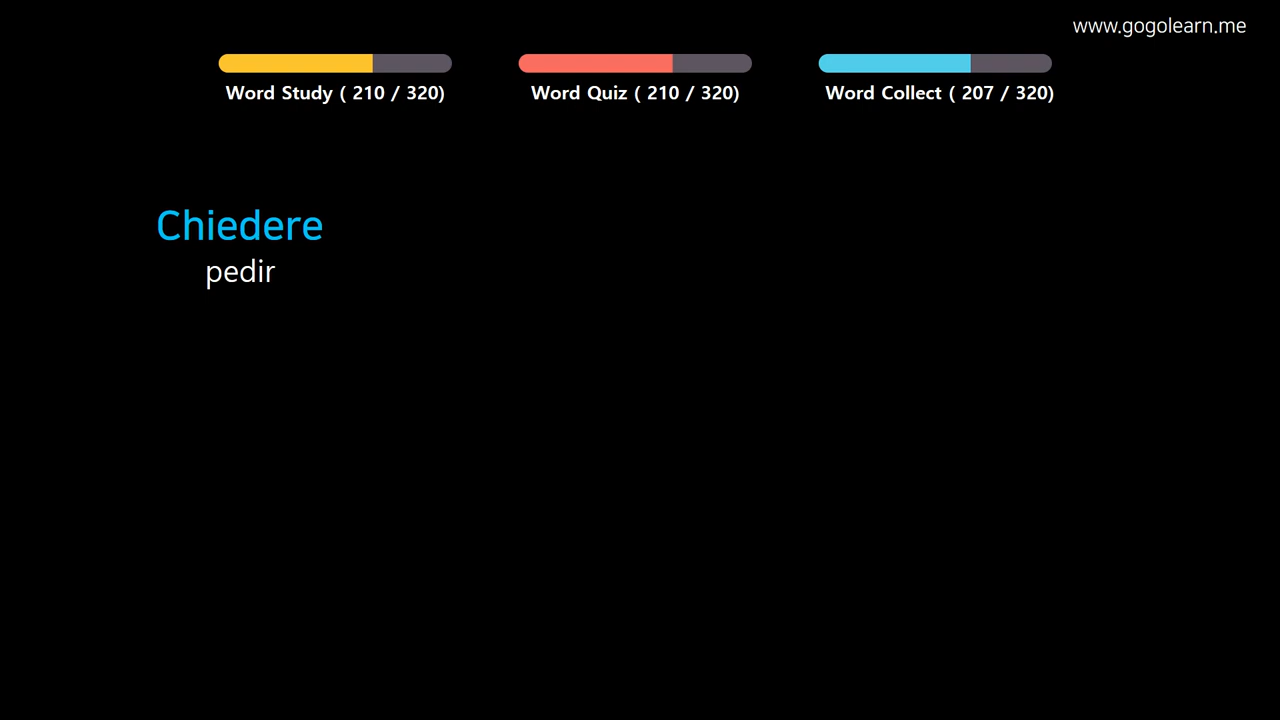 www.gogolearn.me
Word Study ( 210 / 320)
Word Quiz ( 210 / 320)
Word Collect ( 207 / 320)
Chiedere
pedir